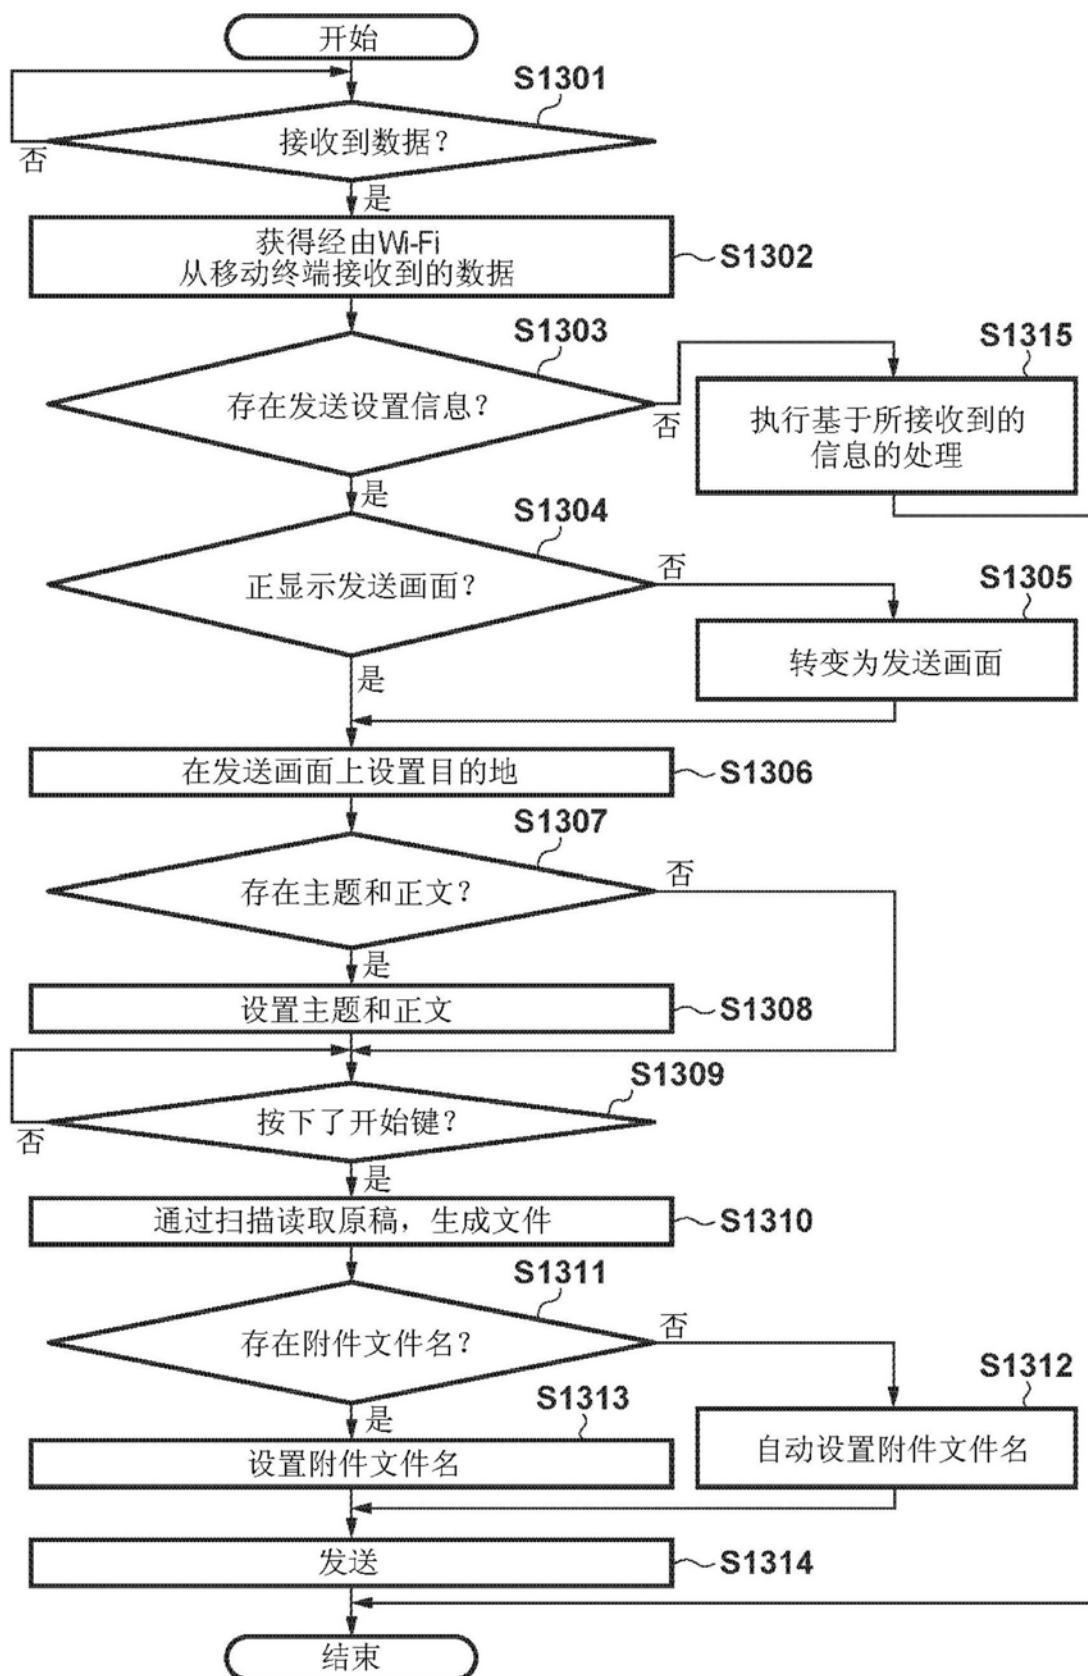 开始
S1301
接收到数据？
否
是
获得经由Wi-Fi
从移动终端接收到的数据
S1302
S1303
存在发送设置信息？
否
S1315
执行基于所接收到的
信息的处理
是
S1304
正显示发送画面？
否
S1305
转变为发送画面
是
在发送画面上设置目的地
S1306
S1307
存在主题和正文？
否
是
设置主题和正文
S1308
S1309
按下了开始键？
否
是
通过扫描读取原稿，生成文件
S1310
S1311
存在附件文件名？
否
S1312
自动设置附件文件名
是
S1313
设置附件文件名
发送
S1314
结束